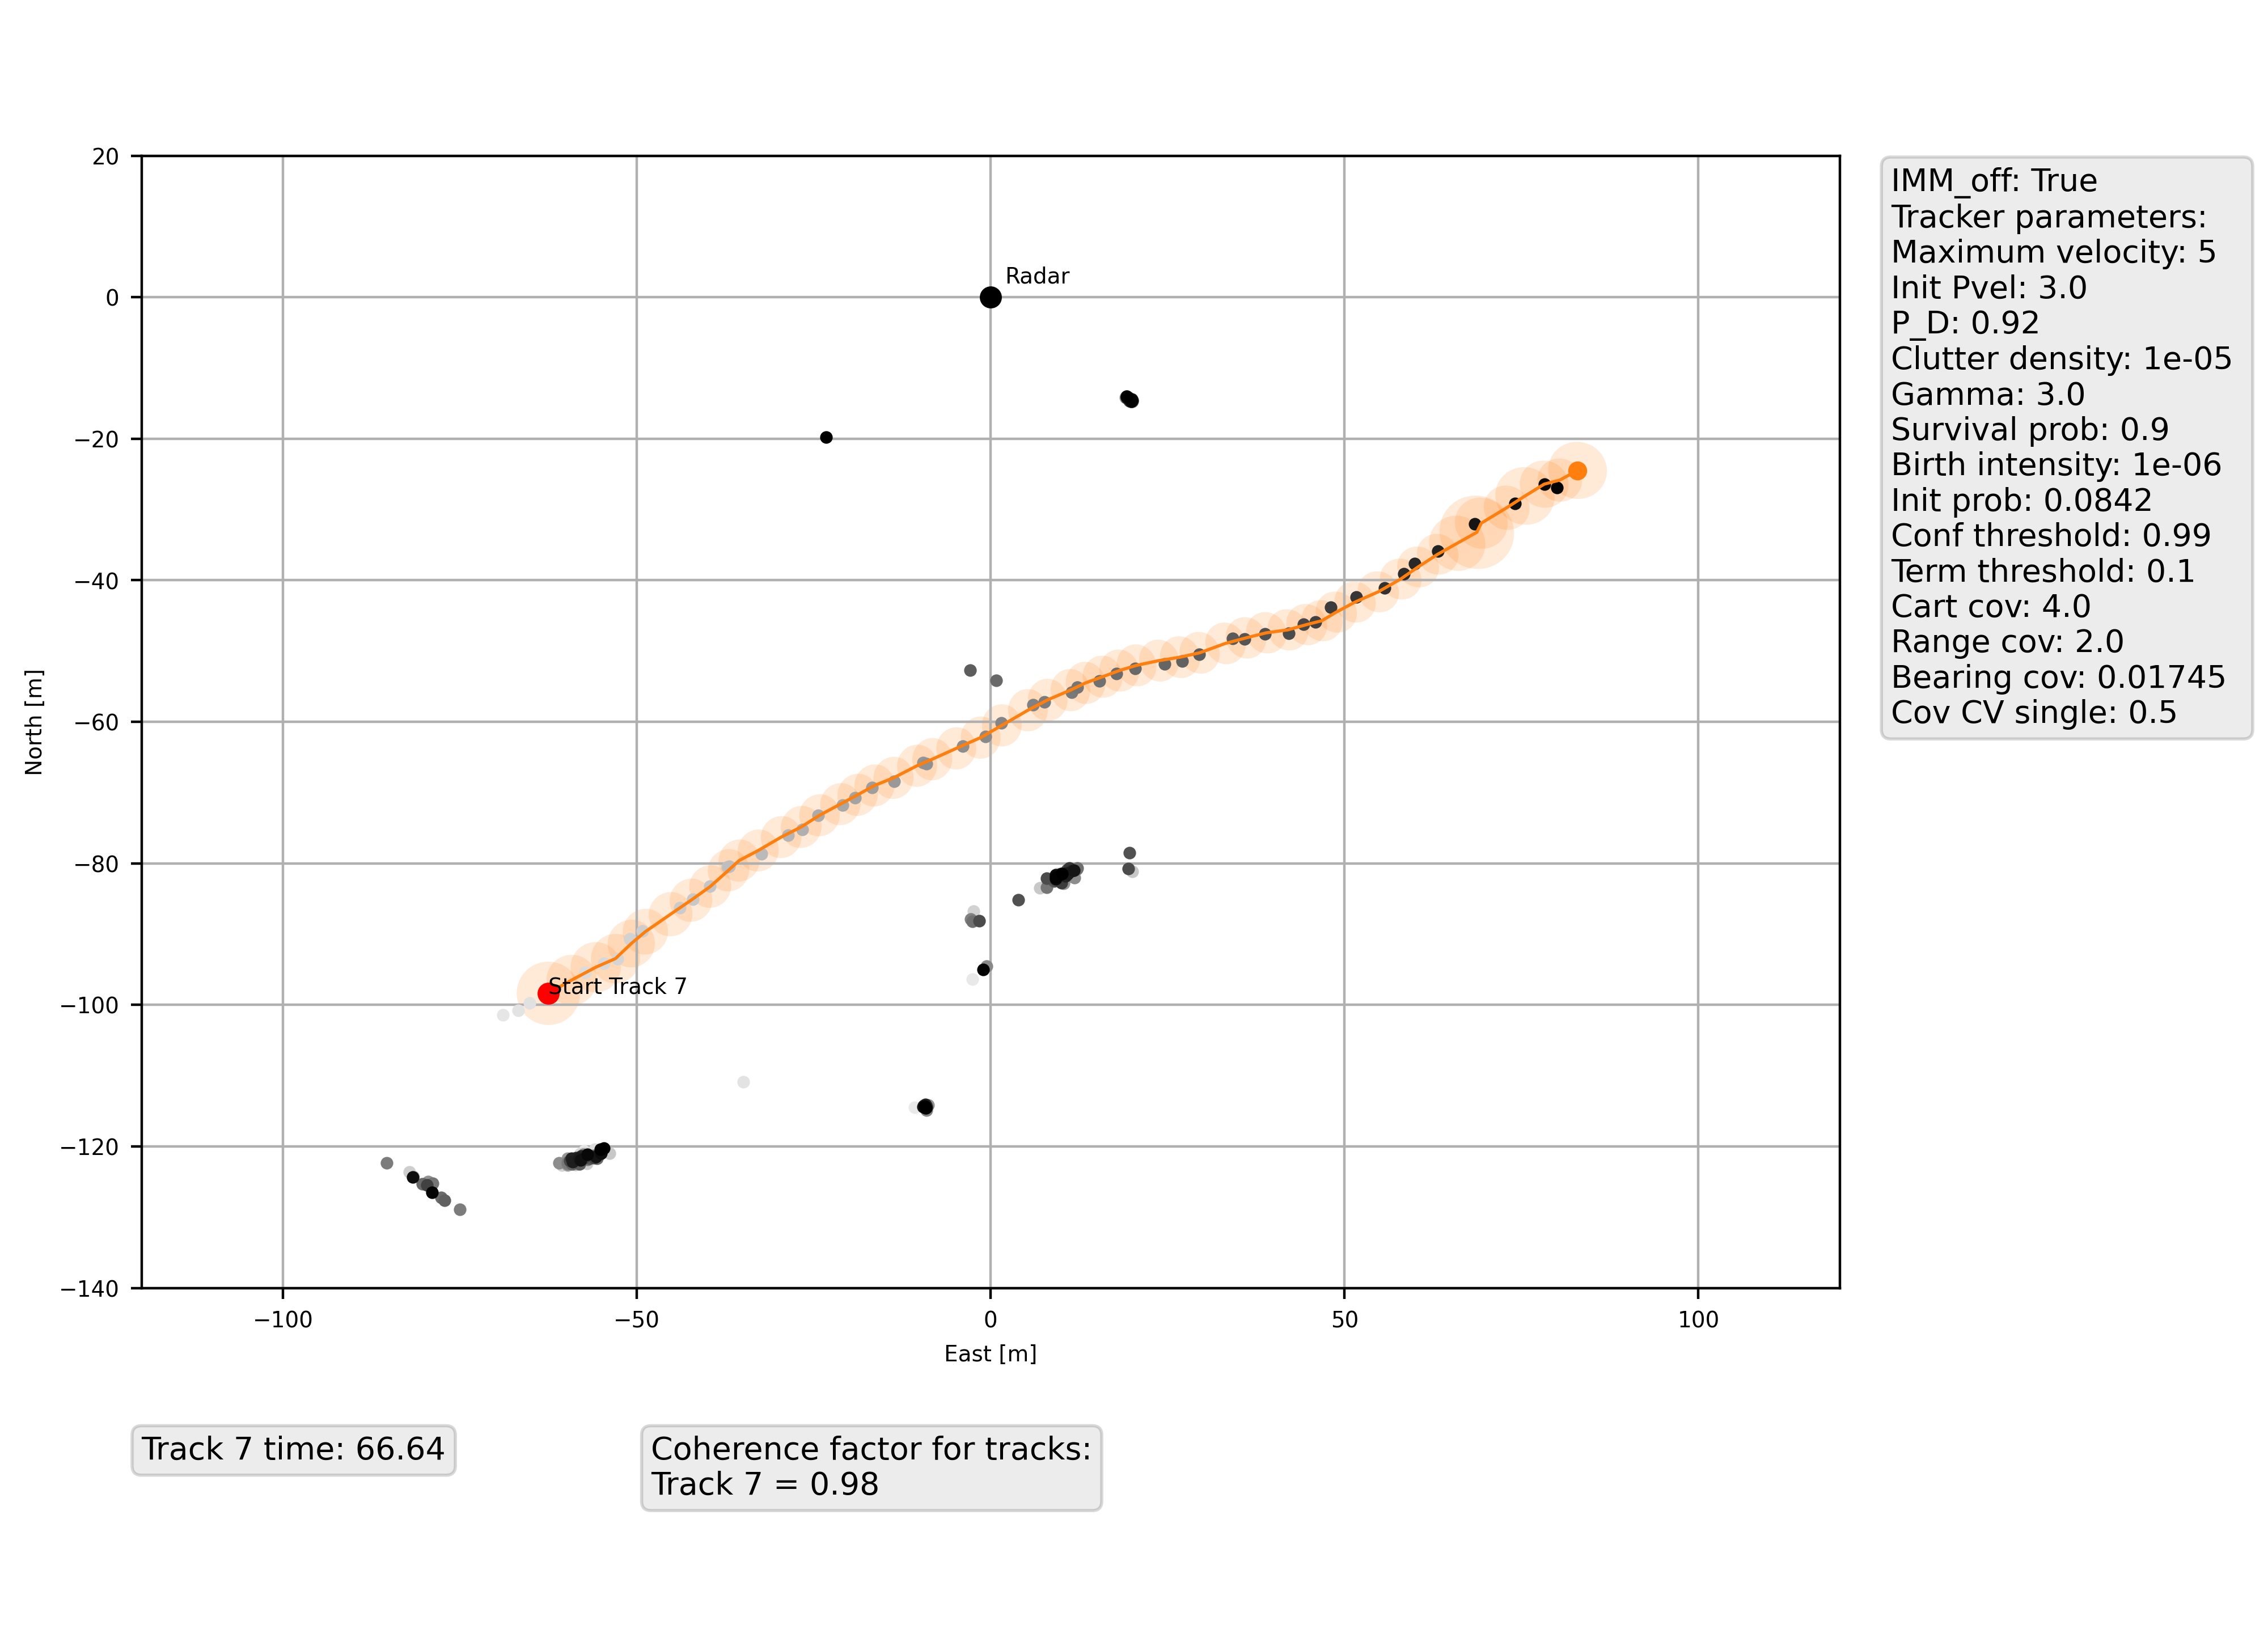 20
0
−20
−40
−60
−80
−100
−120
−140
North [m]
−100
−50
0
50
100
East [m]
Radar
Start Track 7
IMM_off: True
Tracker parameters:
Maximum velocity: 5
Init Pvel: 3.0
P_D: 0.92
Clutter density: 1e-05
Gamma: 3.0
Survival prob: 0.9
Birth intensity: 1e-06
Init prob: 0.0842
Conf threshold: 0.99
Term threshold: 0.1
Cart cov: 4.0
Range cov: 2.0
Bearing cov: 0.01745
Cov CV single: 0.5
Track 7 time: 66.64
Coherence factor for tracks:
Track 7 = 0.98